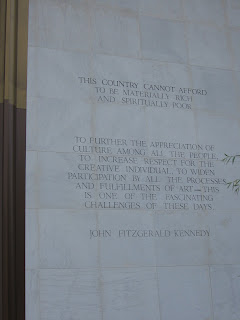 THIS COUNTRY CANNOT AFFORD
TO BE MATERIALLY RICH
AND SPIRITUALLY POOR.
TO FURTHER THE APPRECIATION OF
CULTURE AMONG ALL THE PEOPLE,
TO INCREASE RESPECT FOR THE
CREATIVE INDIVIDUAL, TO WIDEN
PARTICIPATION BY ALL THE PROCESSES
AND FULFILLMENTS OF ART—THIS
IS ONE OF THE FASCINATING
CHALLENGES OF THESE DAYS.
JOHN FITZGERALD KENNEDY